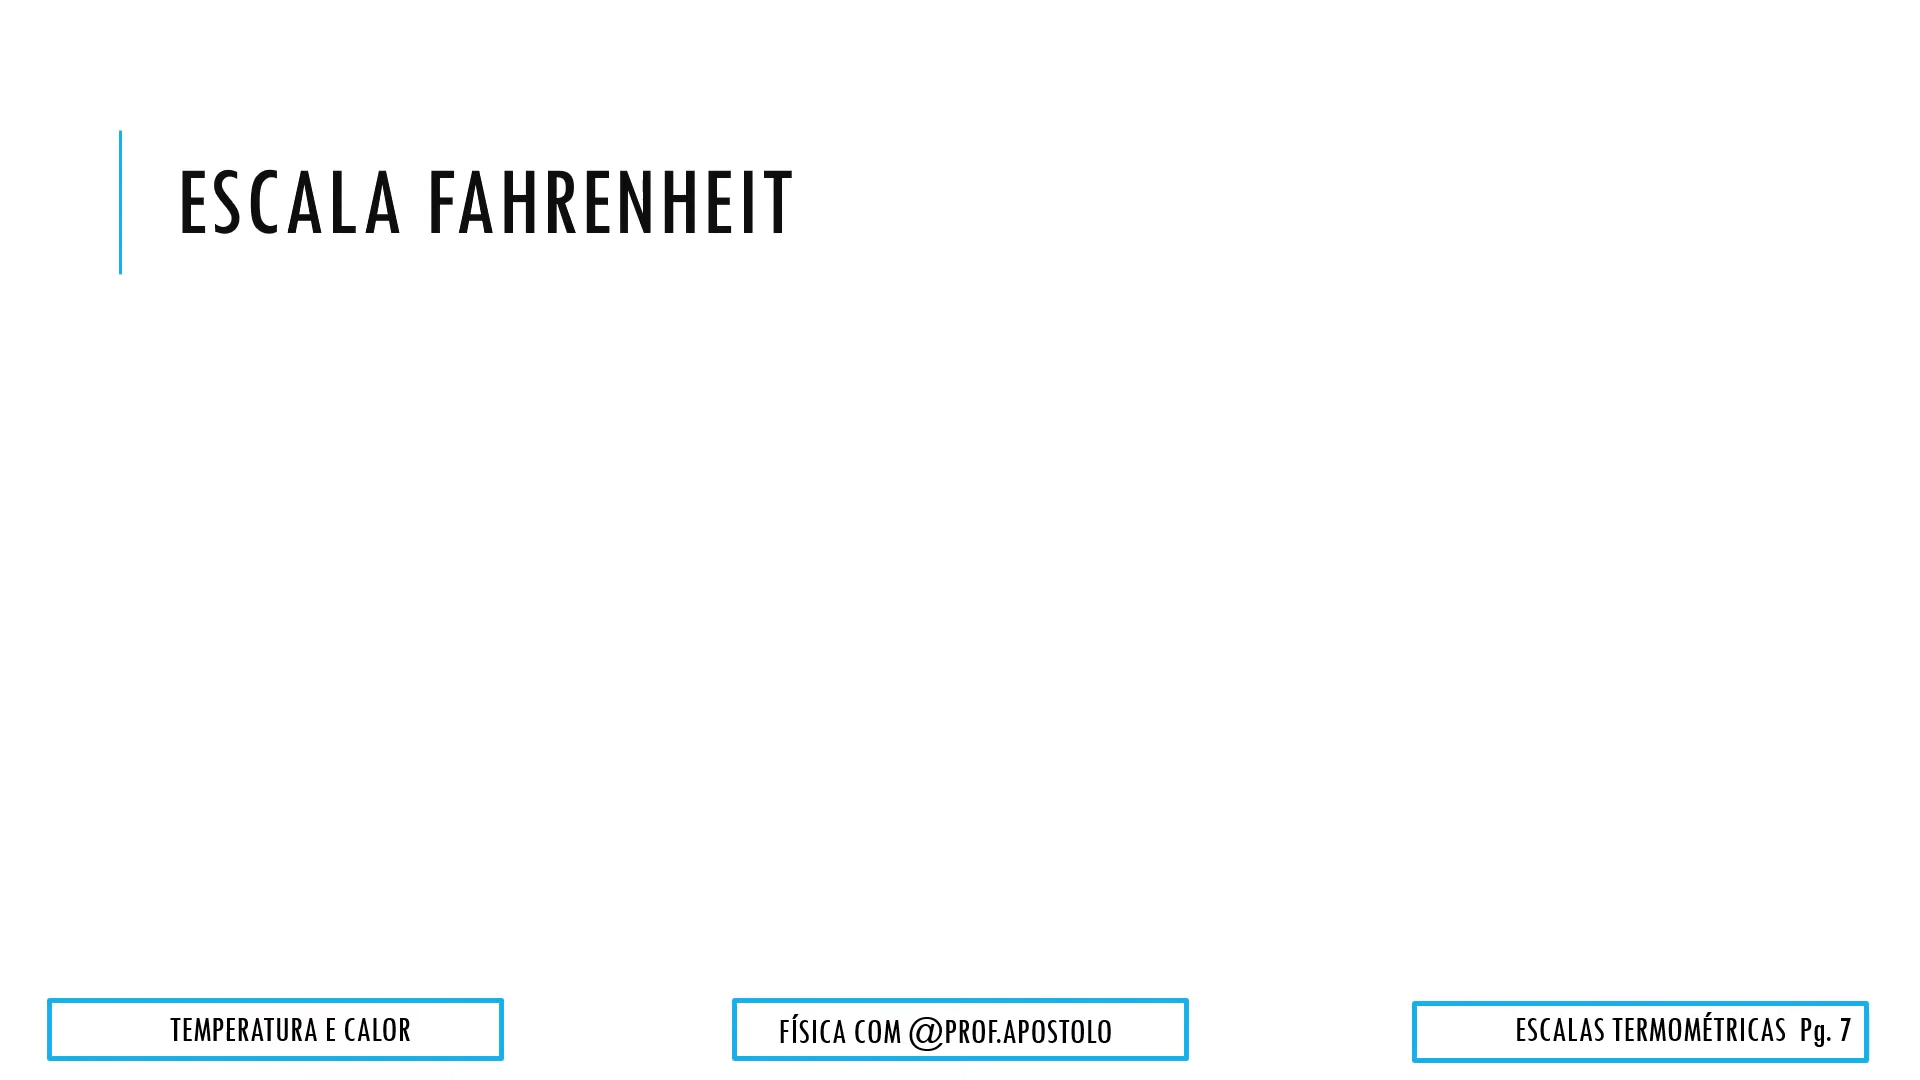 ESCALA FAHRENHEIT
TEMPERATURA E CALOR
FÍSICA COM @PROF.APOSTOLO
ESCALAS TERMOMÉTRICAS Pg. 7